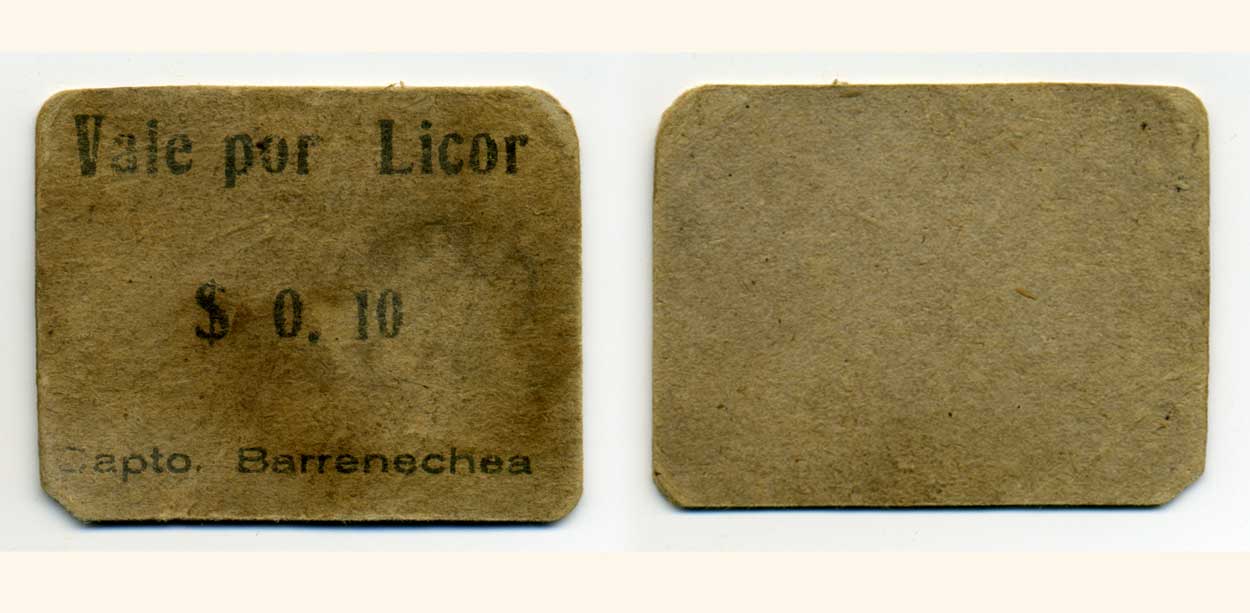 Vale por Licor
$ 0. 10
Capto. Barrenechea